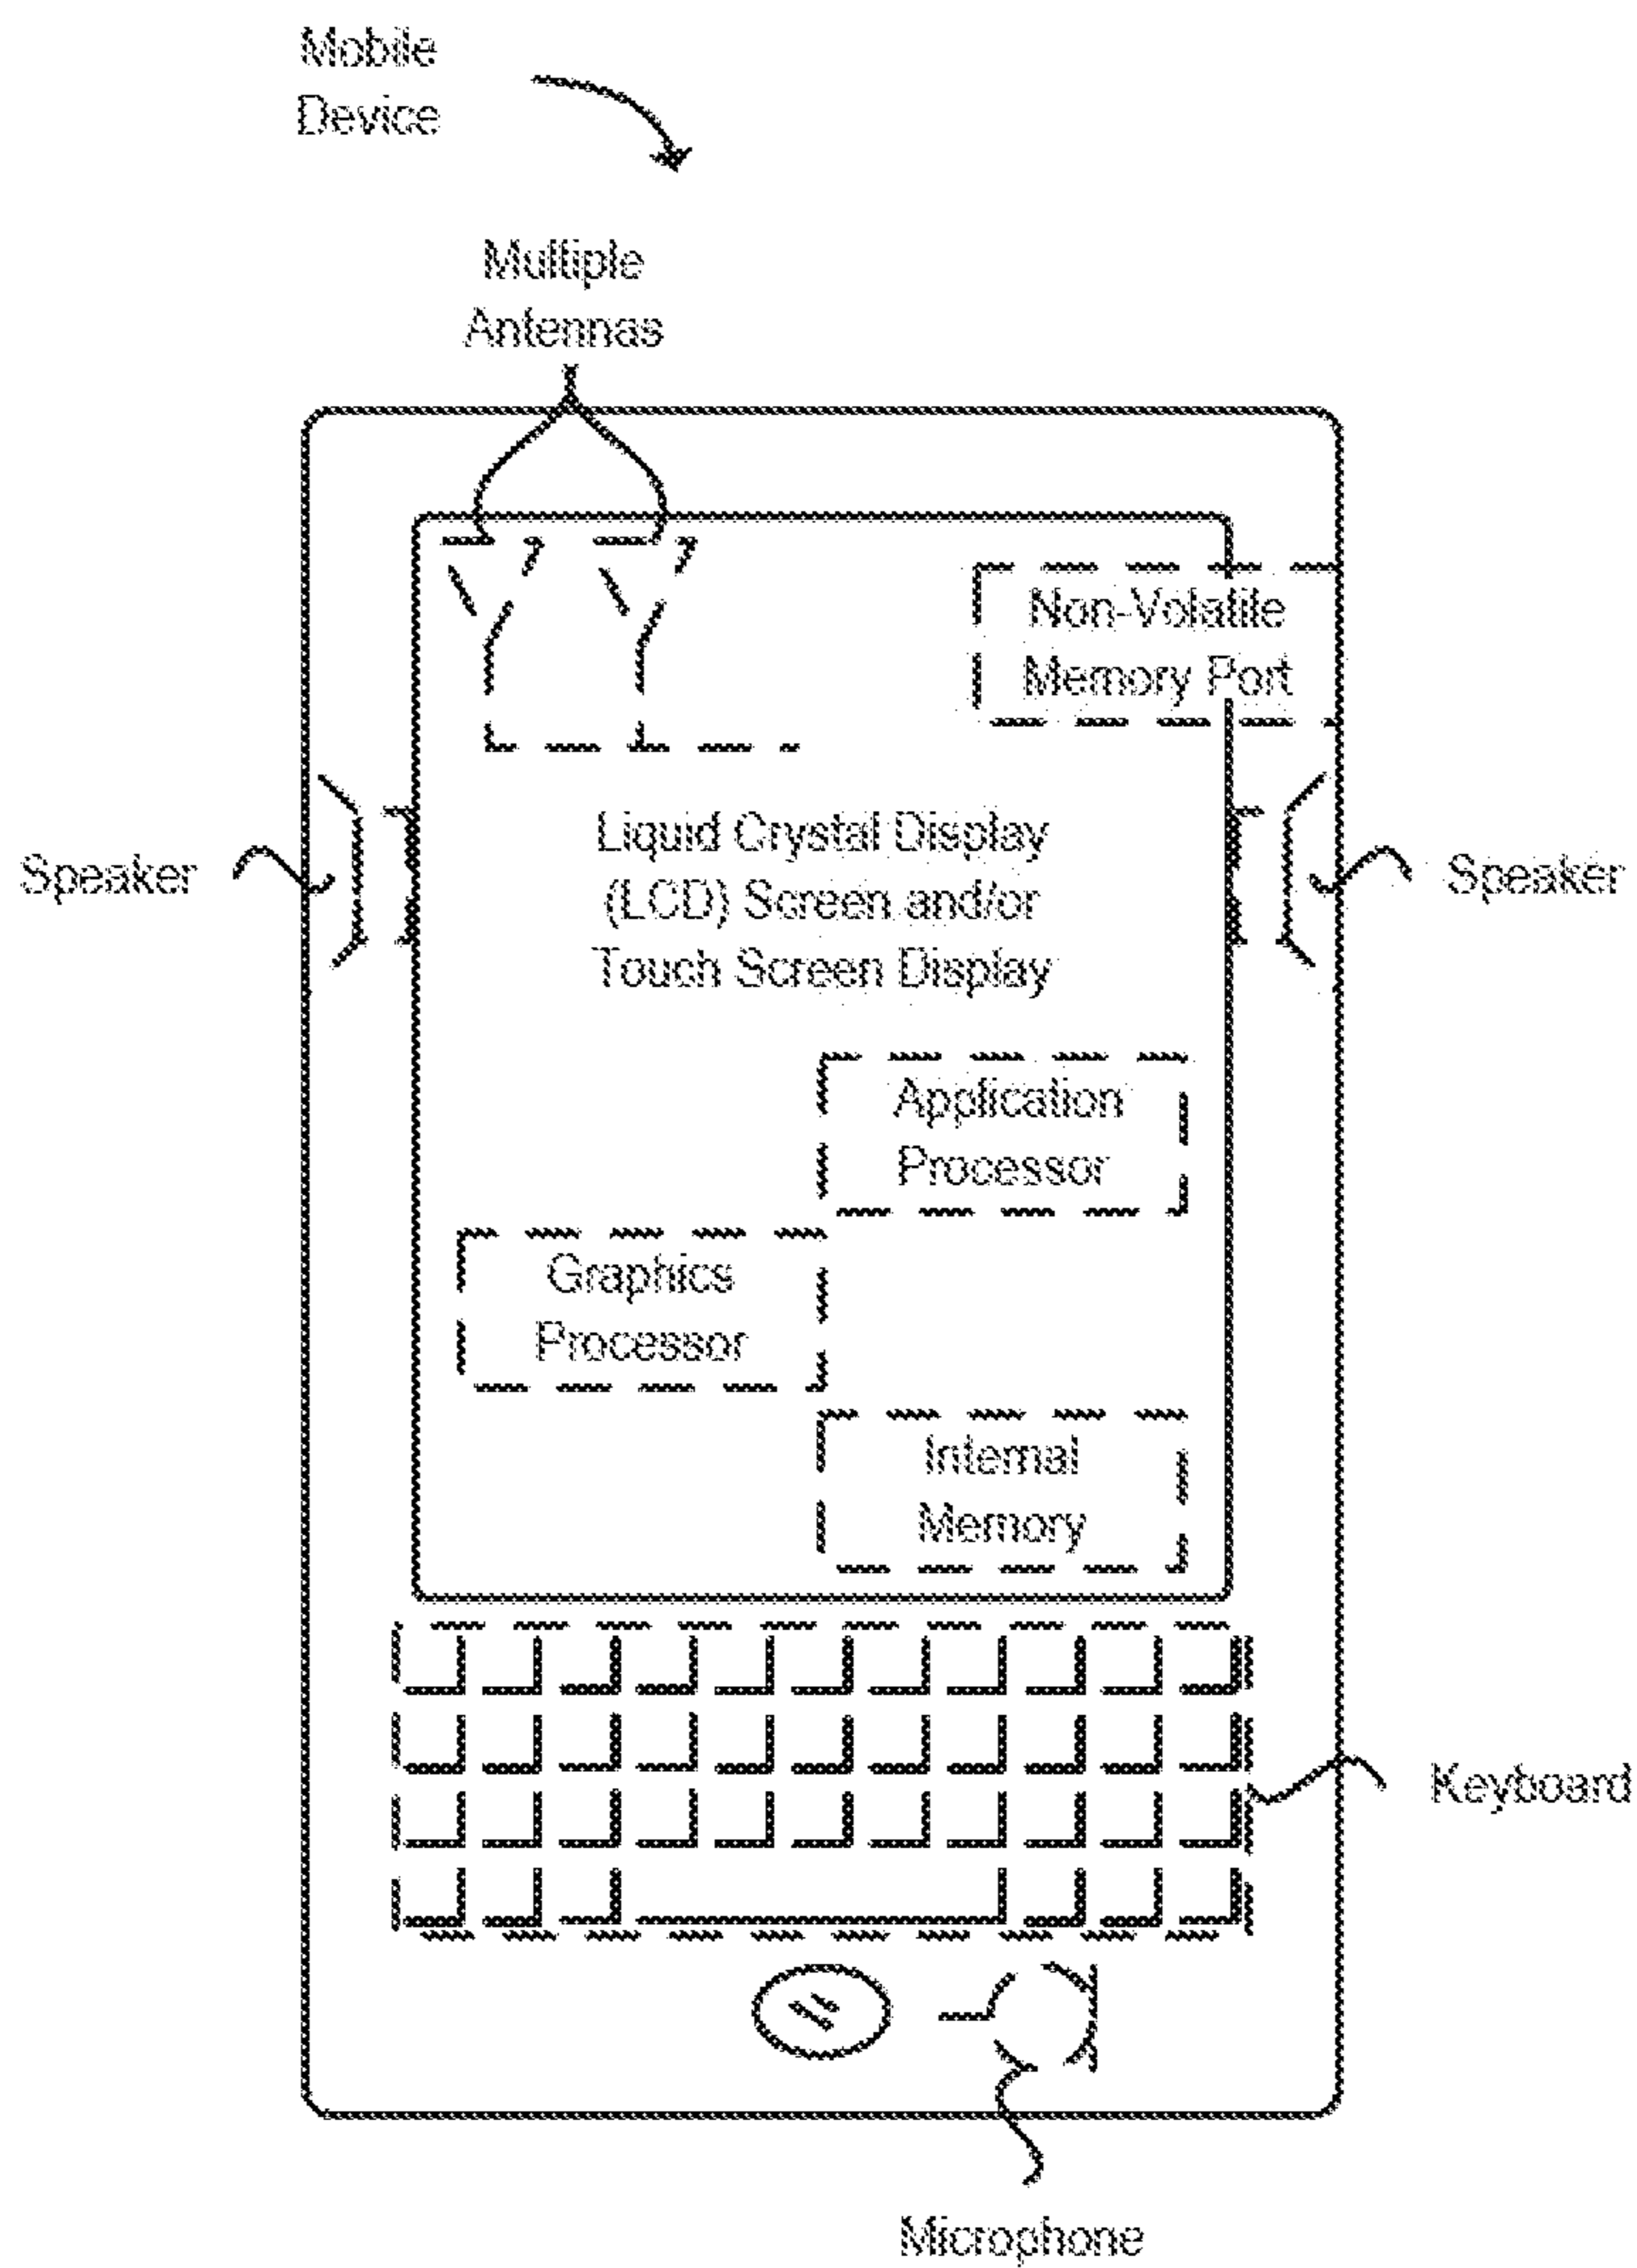 Mobile
Device
Multiple
Antennas
Non-Volatile
Memory Port
Liquid Crystal Display
(LCD) Screen and/or
Touch Screen Display
Speaker
Speaker
Application
Processor
Graphics
Processor
Internal
Memory
Keyboard
Microphone